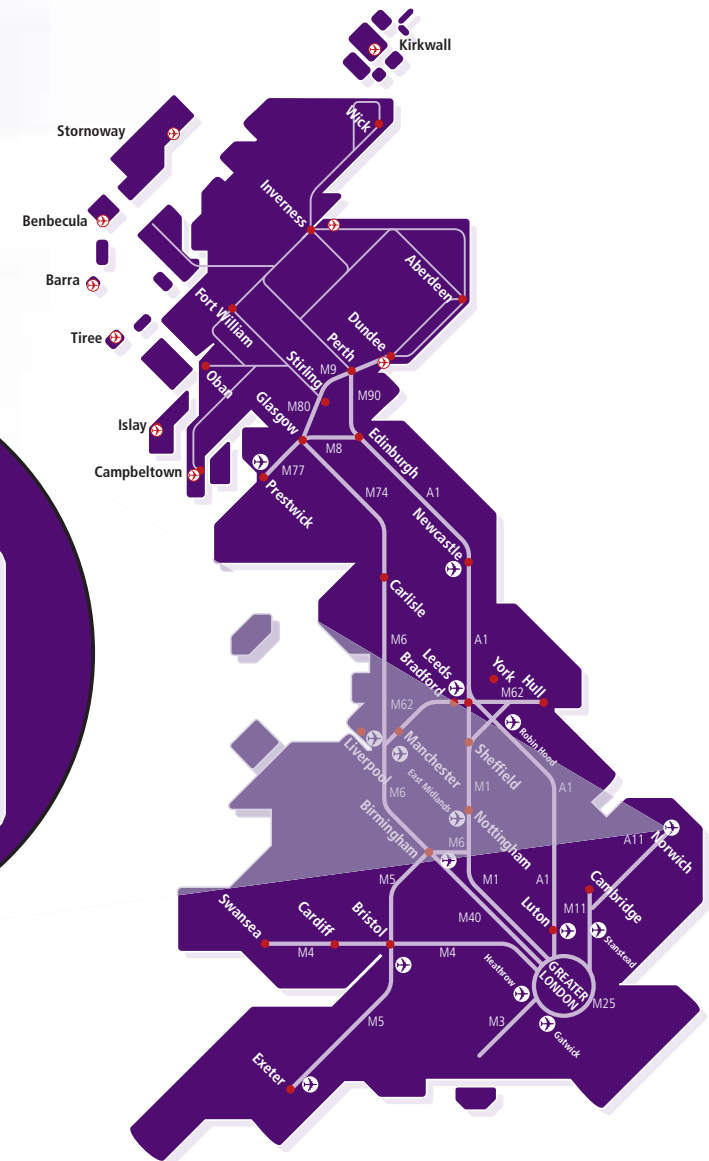 Kirkwall
Wick
Stornoway
Inverness
Benbecula
Aberdeen
Barra
Fort William
Dundee
Tiree
Perth
Stirling
M9
Oban
M90
M80
Glasgow
Islay
Edinburgh
M8
Campbeltown
M77
Prestwick
M74
A1
Newcastle
Carlisle
M6
A1
Leeds
Bradford
York
Hull
M62
M62
Robin Hood
Liverpool
Manchester
Sheffield
East Midlands
M6
M1
A1
Birmingham
Nottingham
M6
A11
Norwich
M5
M1
A1
Cambridge
Swansea
Cardiff
Bristol
M40
Luton
M11
Stanstead
M4
M4
Heathrow
GREATER
LONDON
M25
M5
M3
Gatwick
Exeter